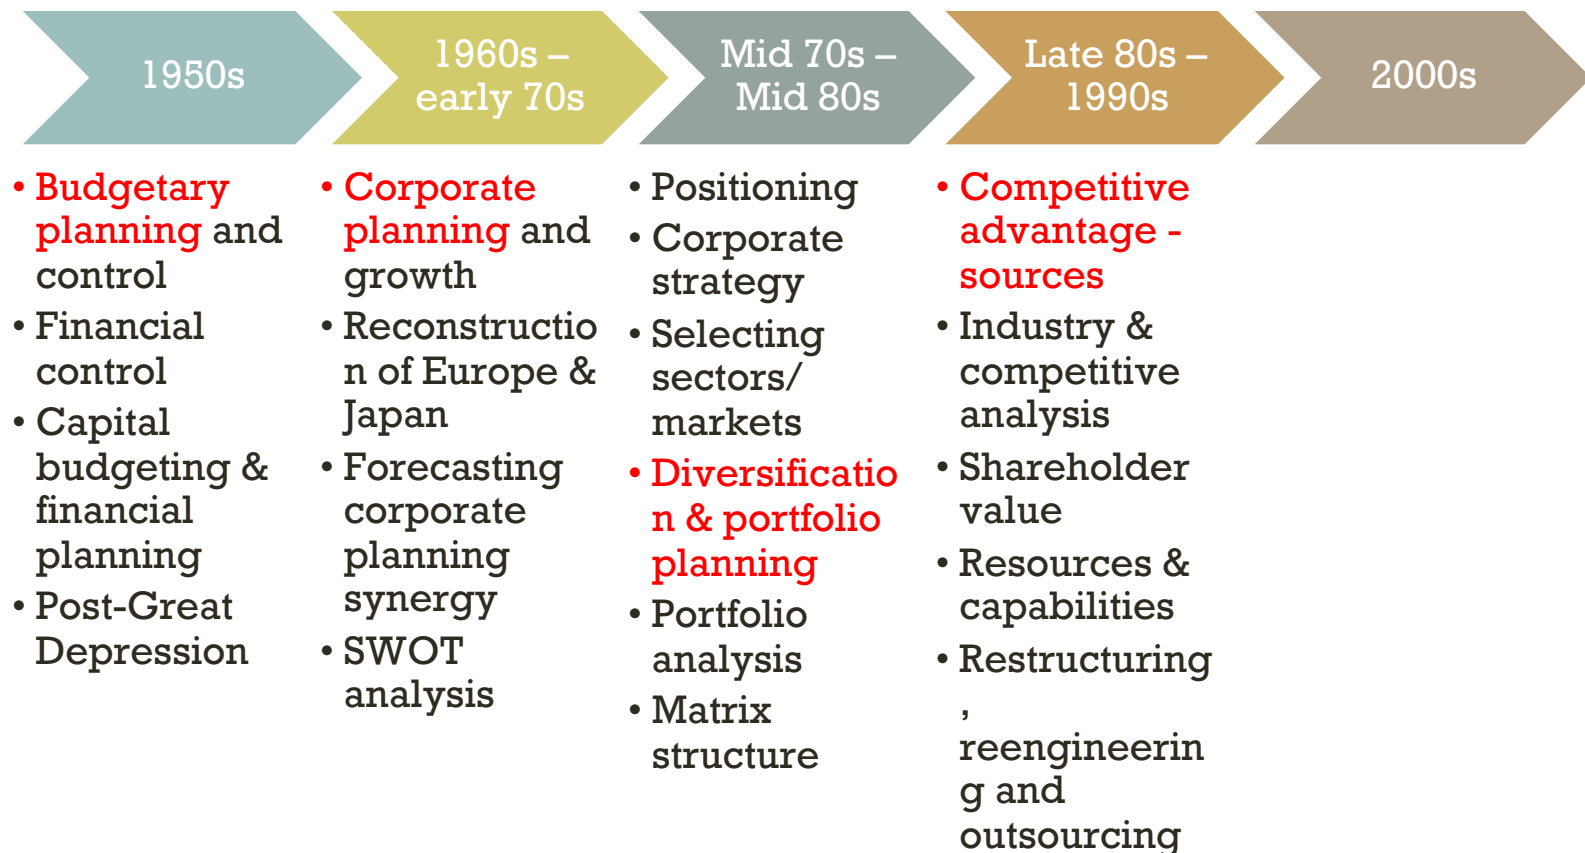 1950s
1960s –
early 70s
Mid 70s –
Mid 80s
Late 80s –
1990s
2000s
• Budgetary
planning and
control
• Financial
control
• Capital
budgeting &
financial
planning
• Post-Great
Depression
• Corporate
planning and
growth
• Reconstructio
n of Europe &
Japan
• Forecasting
corporate
planning
synergy
• SWOT
analysis
• Positioning
• Corporate
strategy
• Selecting
sectors/
markets
• Diversificatio
n & portfolio
planning
• Portfolio
analysis
• Matrix
structure
• Competitive
advantage -
sources
• Industry &
competitive
analysis
• Shareholder
value
• Resources &
capabilities
• Restructuring
,
reengineerin
g and
outsourcing